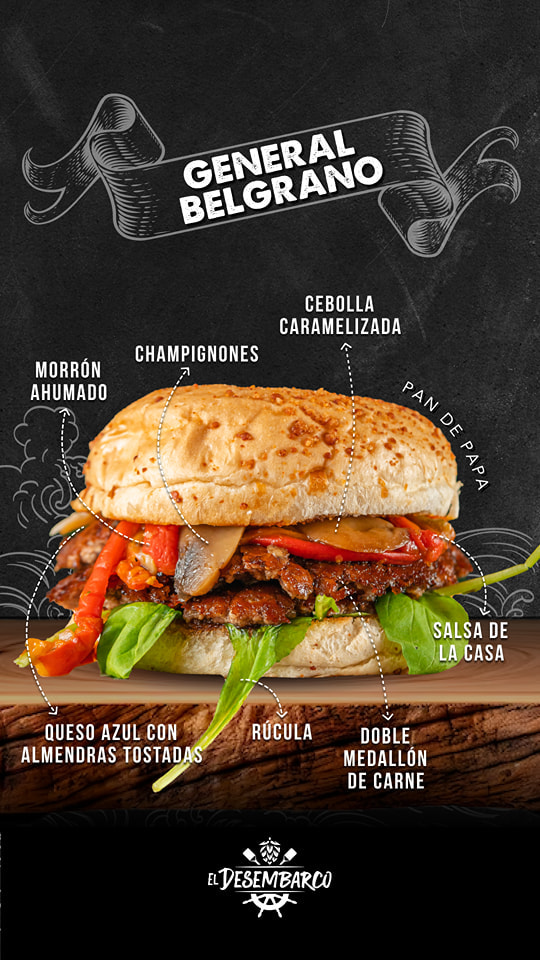 GENERAL
BELGRANO
CEBOLLA
CARAMELIZADA
CHAMPIGNONES
MORRÓN
AHUMADO
PAN DE PAPA
SALSA DE
LA CASA
QUESO AZUL CON
ALMENDRAS TOSTADAS
RÚCULA
DOBLE
MEDALLÓN
DE CARNE
EL DESEMBARCO